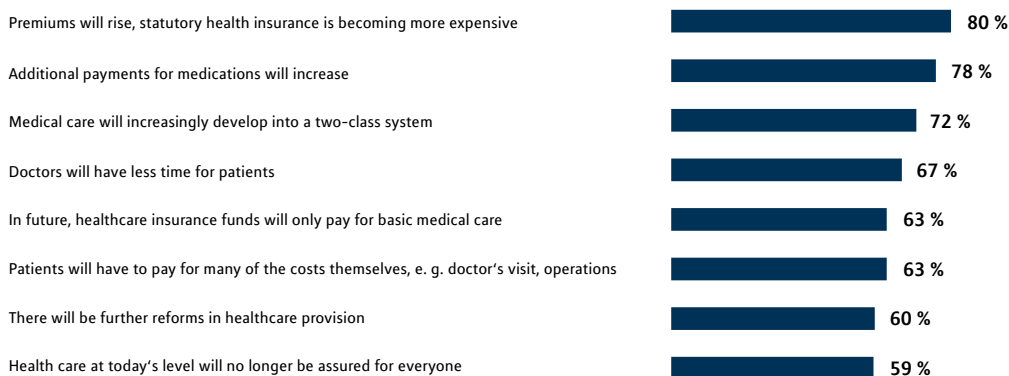 Premiums will rise, statutory health insurance is becoming more expensive 80 %
Additional payments for medications will increase 78 %
Medical care will increasingly develop into a two-class system 72 %
Doctors will have less time for patients 67 %
In future, healthcare insurance funds will only pay for basic medical care 63 %
Patients will have to pay for many of the costs themselves, e. g. doctor‘s visit, operations 63 %
There will be further reforms in healthcare provision 60 %
Health care at today‘s level will no longer be assured for everyone 59 %